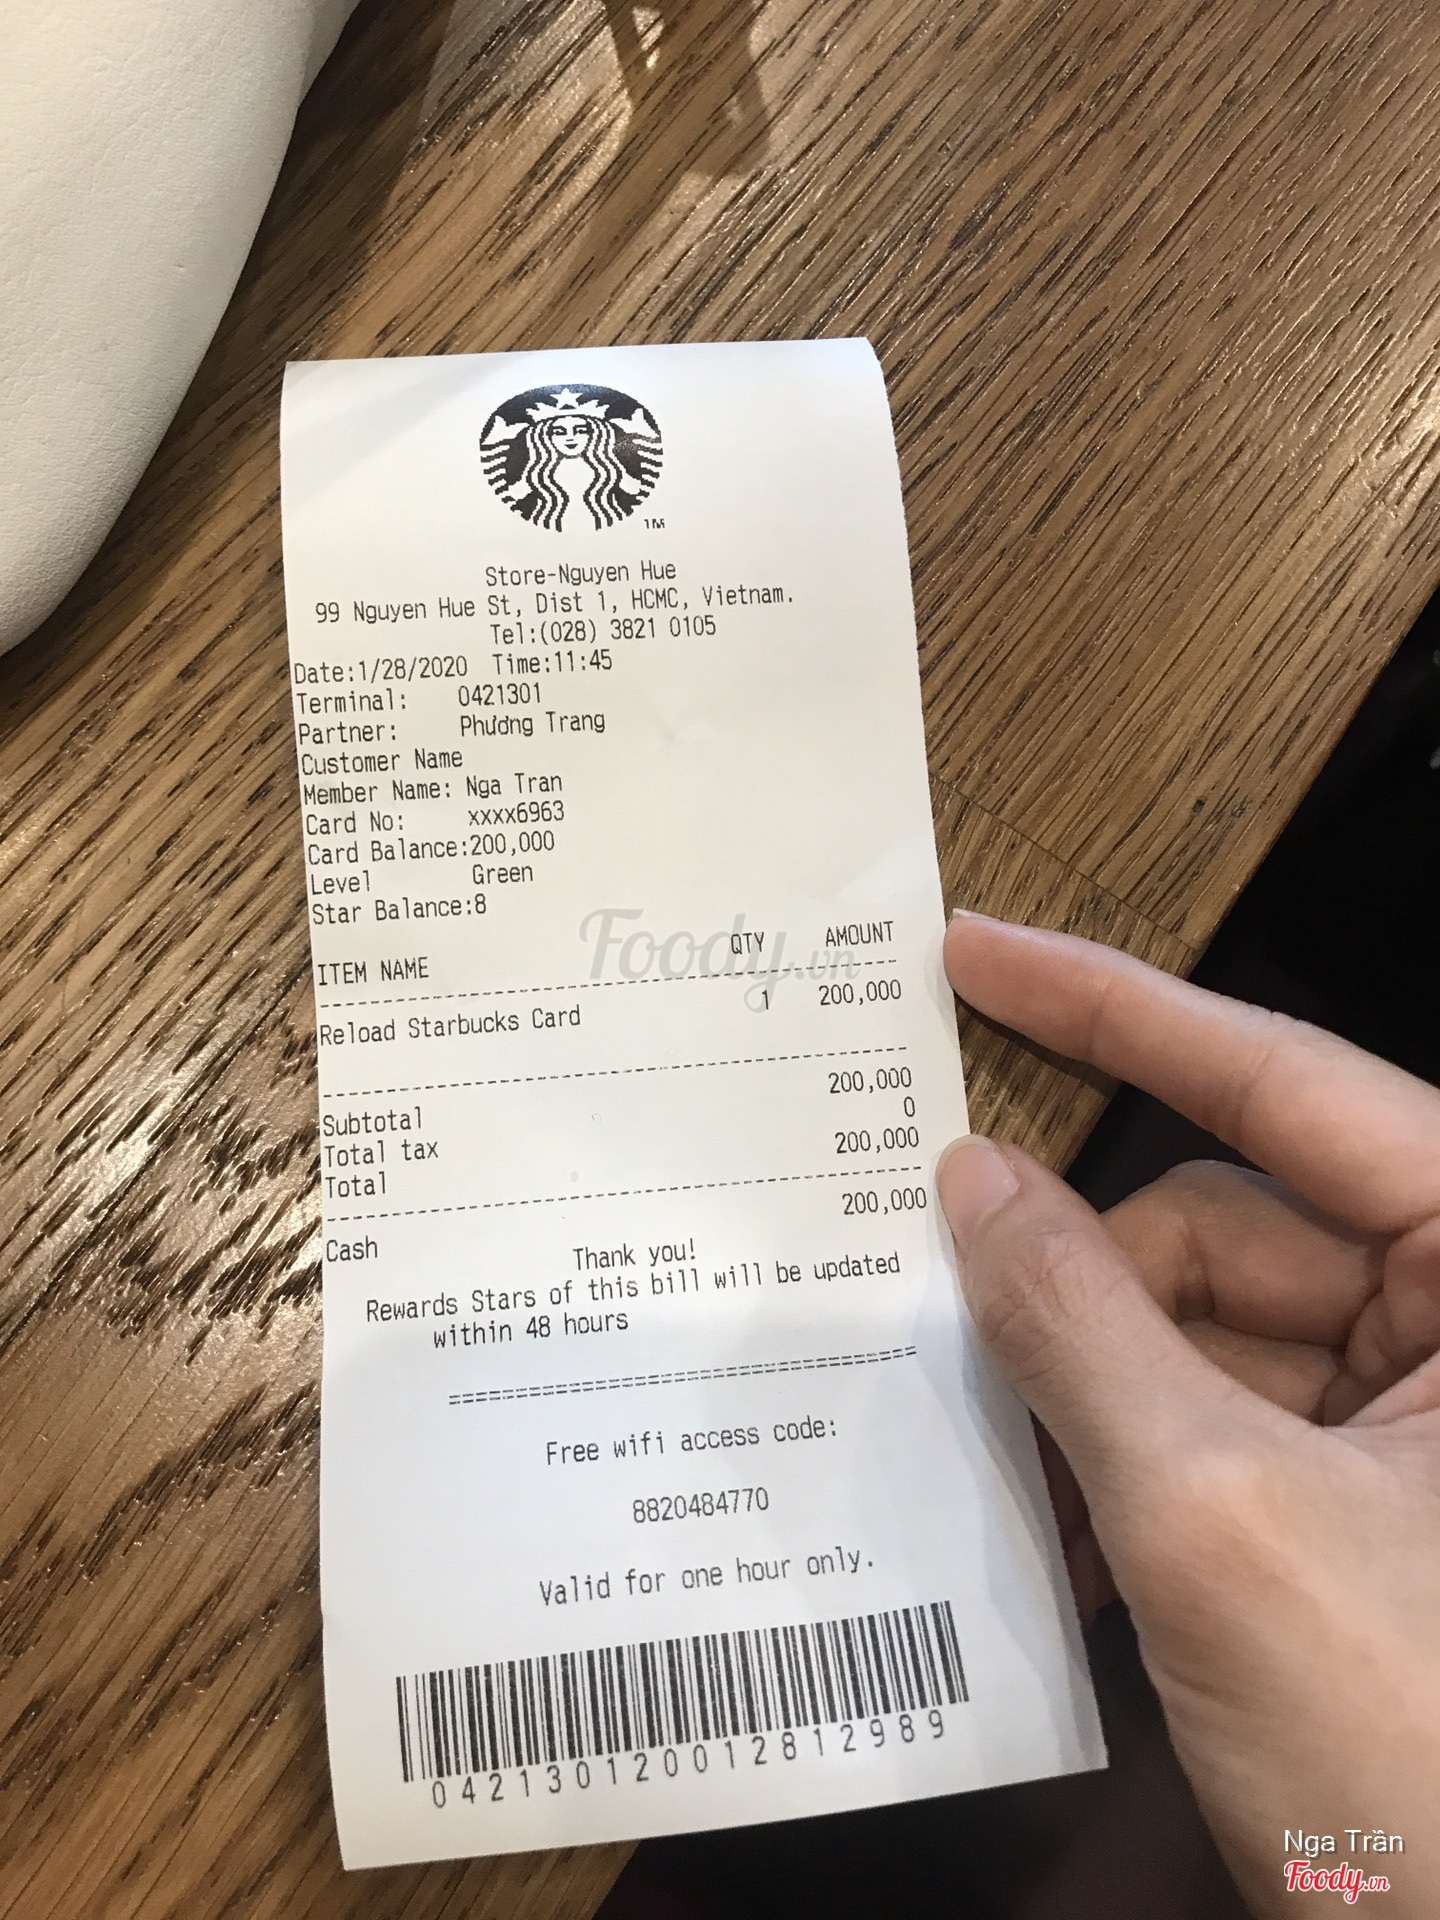 TM
Store-Nguyen Hue
99 Nguyen Hue St, Dist 1, HCMC, Vietnam.
Tel:(028) 3821 0105
Date:1/28/2020 Time:11:45
Terminal: 0421301
Partner: Phương Trang
Customer Name
Member Name: Nga Tran
Card No: xxxx6963
Card Balance:200,000
Level Green
Star Balance:8
Foody.vn
ITEM NAME QTY AMOUNT
Reload Starbucks Card 1 200,000
Subtotal 200,000
Total tax 0
Total 200,000
Cash 200,000
Thank you!
Rewards Stars of this bill will be updated
within 48 hours
===================================
Free wifi access code:
8820484770
Valid for one hour only.
042130120012812989
Nga Trần
Foody.vn